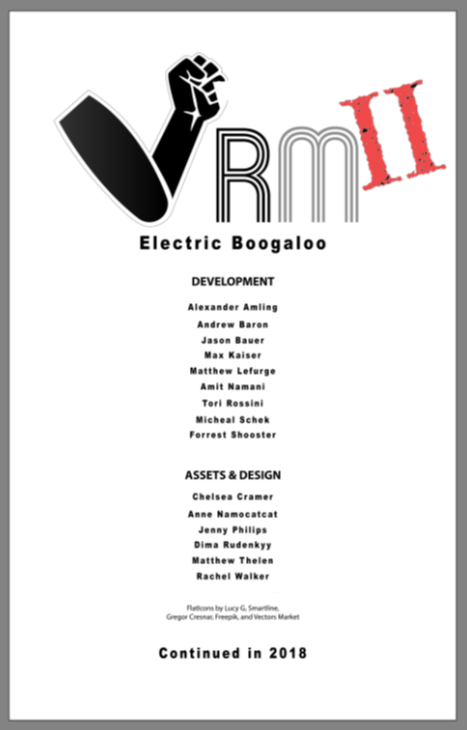 VRM II
Electric Boogaloo
DEVELOPMENT
Alexander Amling
Andrew Baron
Jason Bauer
Max Kaiser
Matthew Lefurge
Amit Namani
Tori Rossini
Micheal Schek
Forrest Shooster
ASSETS & DESIGN
Chelsea Cramer
Anne Namocatcat
Jenny Philips
Dima Rudenkyy
Matthew Thelen
Rachel Walker
Flaticons by Lucy G, Smartline,
Gregor Cresnar, Freepik, and Vectors Market
Continued in 2018